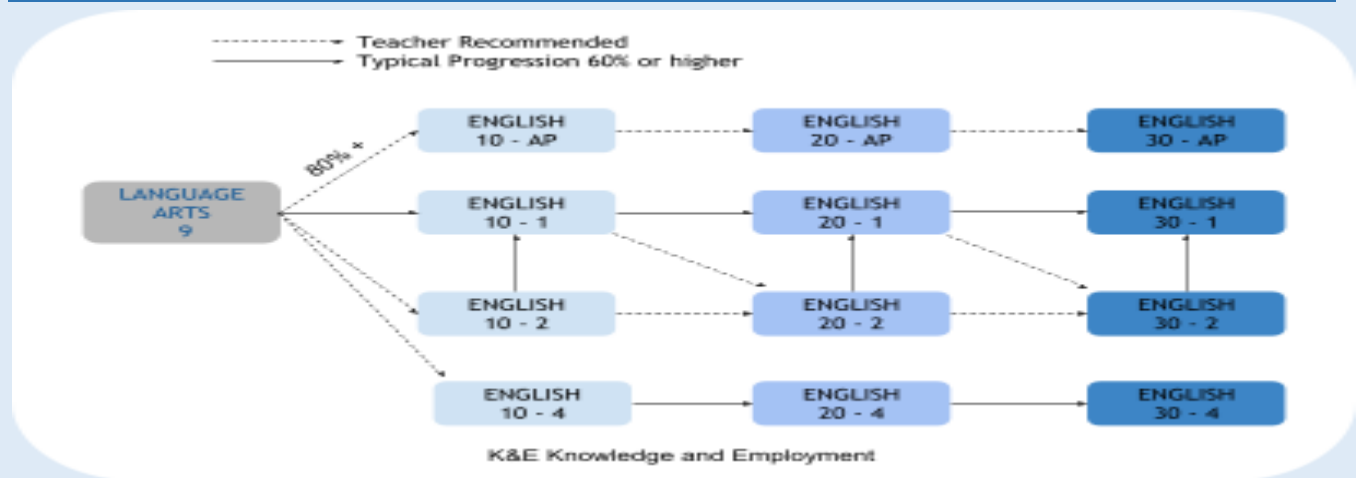 Teacher Recommended
Typical Progression 60% or higher
80% +
LANGUAGE
ARTS
9
ENGLISH
10 - AP
ENGLISH
20 - AP
ENGLISH
30 - AP
ENGLISH
10 - 1
ENGLISH
20 - 1
ENGLISH
30 - 1
ENGLISH
10 - 2
ENGLISH
20 - 2
ENGLISH
30 - 2
ENGLISH
10 - 4
ENGLISH
20 - 4
ENGLISH
30 - 4
K&E Knowledge and Employment